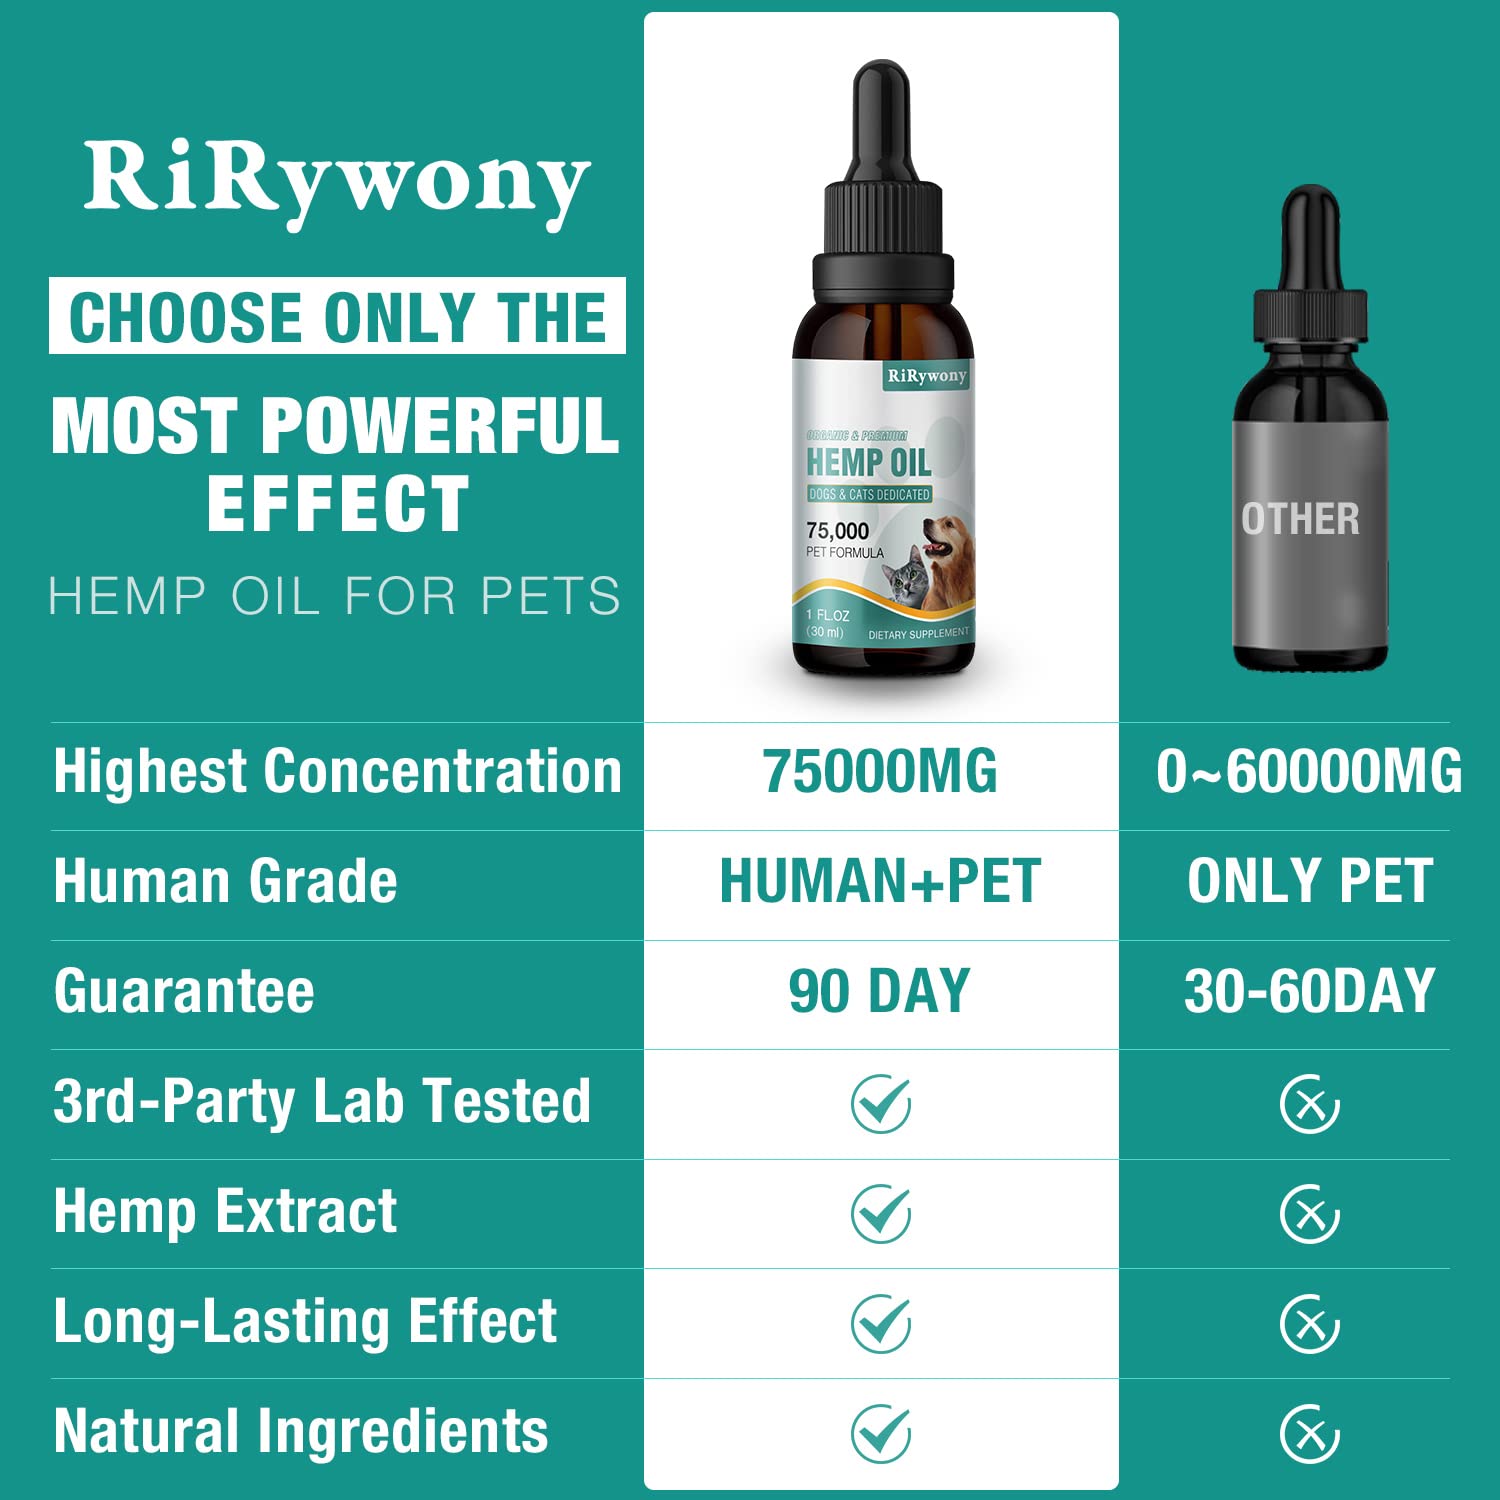 RiRywony
CHOOSE ONLY THE
MOST POWERFUL
EFFECT
HEMP OIL FOR PETS
RiRywony
ORGANIC & PREMIUM
HEMP OIL
DOGS & CATS DEDICATED
75,000
PET FORMULA
1 FL.OZ
(30 ml)
DIETARY SUPPLEMENT
OTHER
Highest Concentration 75000MG 0~60000MG
Human Grade HUMAN+PET ONLY PET
Guarantee 90 DAY 30-60DAY
3rd-Party Lab Tested
Hemp Extract
Long-Lasting Effect
Natural Ingredients